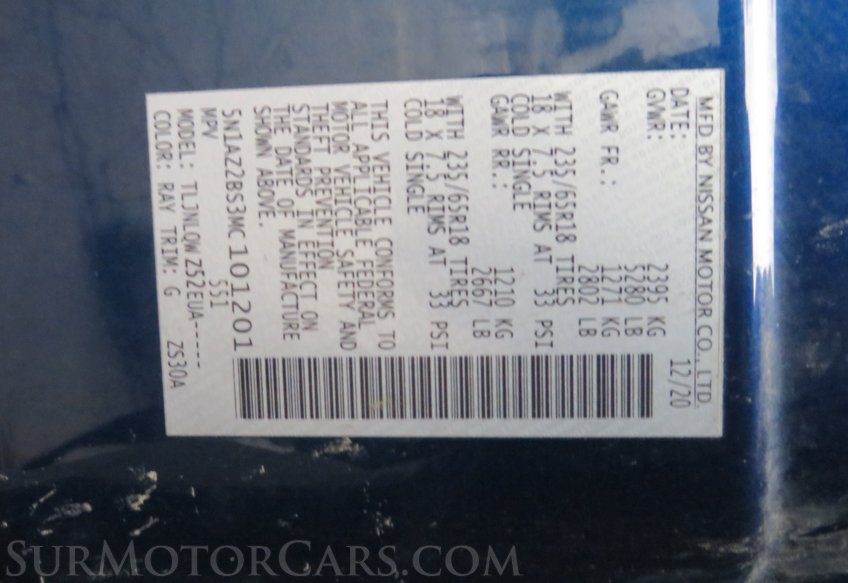 MFD BY NISSAN MOTOR CO., LTD.
DATE: 12/20
GVWR: 2395 KG
5280 LB
GAWR FR.: 1271 KG
2802 LB
WITH 235/65R18 TIRES
18 X 7.5 RIMS AT 33 PSI
COLD SINGLE
GAWR RR.: 1210 KG
2667 LB
WITH 235/65R18 TIRES
18 X 7.5 RIMS AT 33 PSI
COLD SINGLE
THIS VEHICLE CONFORMS TO
ALL APPLICABLE FEDERAL
MOTOR VEHICLE SAFETY AND
THEFT PREVENTION
STANDARDS IN EFFECT ON
THE DATE OF MANUFACTURE
SHOWN ABOVE.
5N1AZ2BS3MC101201
MPV 551
MODEL: TLJNLQWZ52EUA-----
COLOR: RAY TRIM: G ZS30A
SURMOTORCARS.COM